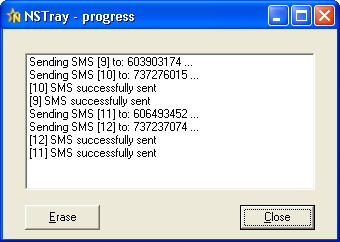 NSTray - progress
Sending SMS [9] to: 603903174 ...
Sending SMS [10] to: 737276015 ...
[10] SMS successfully sent
[9] SMS successfully sent
Sending SMS [11] to: 606493452 ...
Sending SMS [12] to: 737237074 ...
[12] SMS successfully sent
[11] SMS successfully sent
Erase
Close